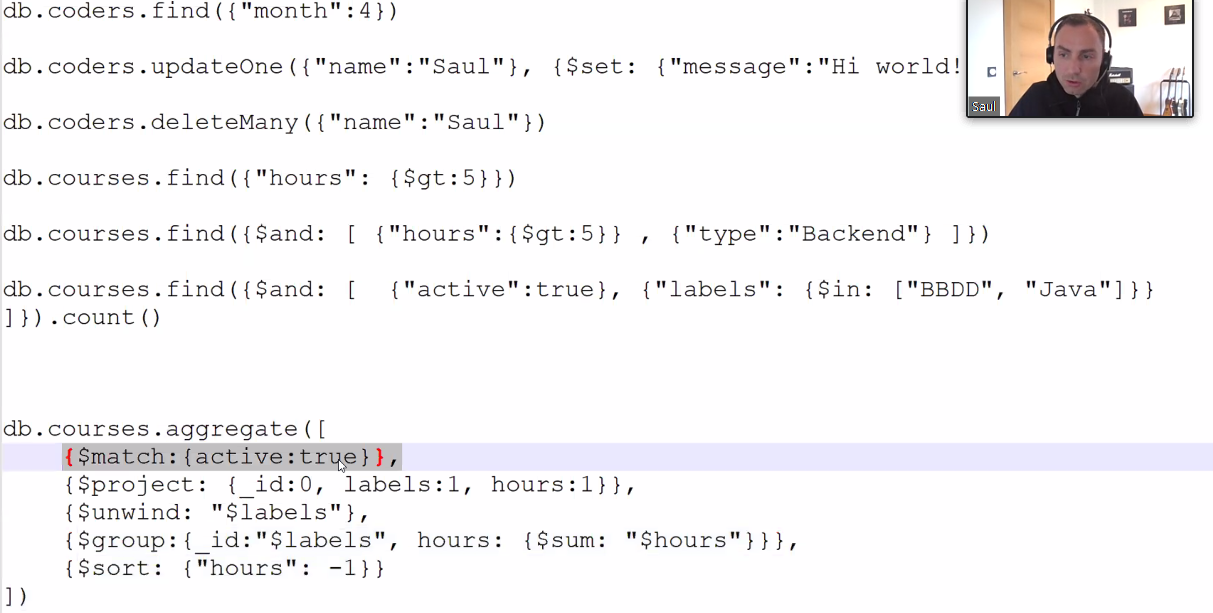 db.coders.find({"month":4})
db.coders.updateOne({"name":"Saul"}, {$set: {"message":"Hi world!
Saul
db.coders.deleteMany({"name":"Saul"})
db.courses.find({"hours": {$gt:5}})
db.courses.find({$and: [ {"hours":{$gt:5}} , {"type":"Backend"} ]})
db.courses.find({$and: [  {"active":true}, {"labels": {$in: ["BBDD", "Java"]}}
]}).count()
db.courses.aggregate([
    {$match:{active:true}},
    {$project: {_id:0, labels:1, hours:1}},
    {$unwind: "$labels"},
    {$group:{_id:"$labels", hours: {$sum: "$hours"}}},
    {$sort: {"hours": -1}}
])